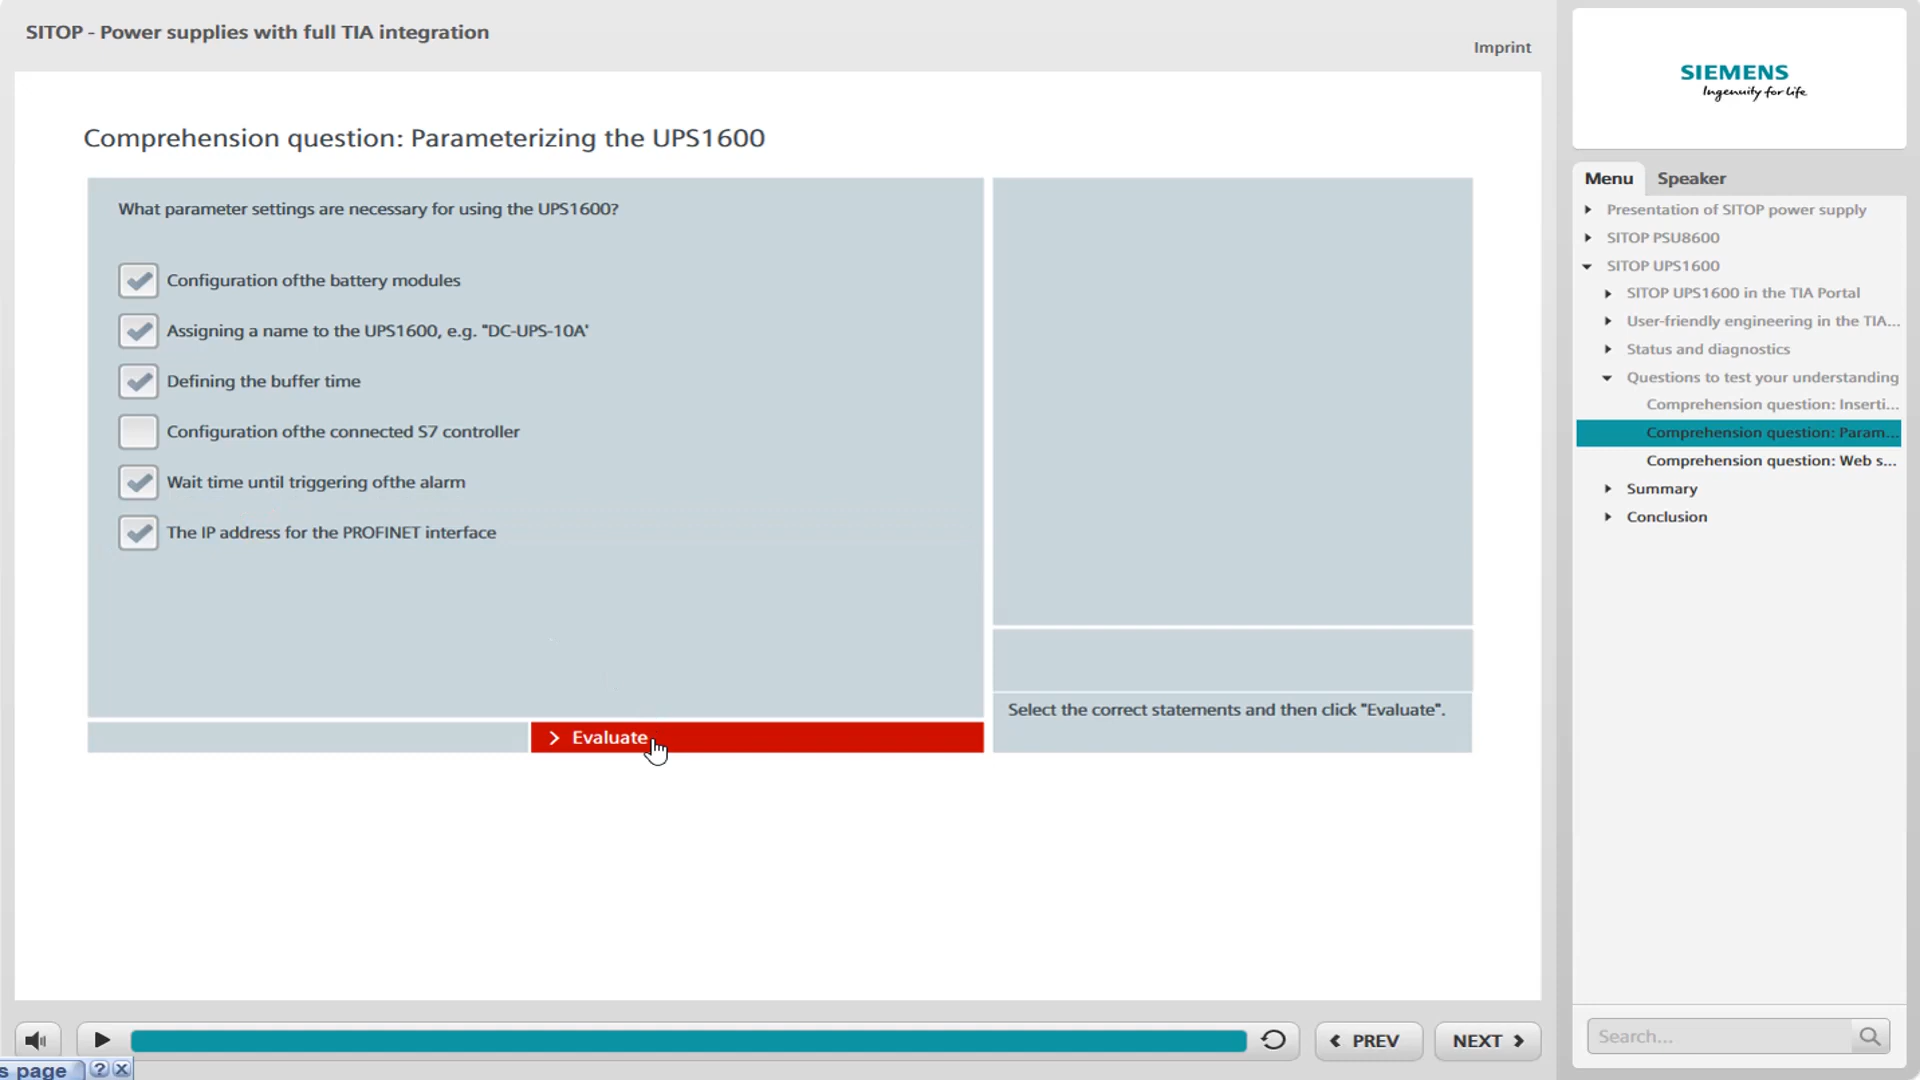 SITOP - Power supplies with full TIA integration
Imprint
SIEMENS
Ingenuity for life
Comprehension question: Parameterizing the UPS1600
What parameter settings are necessary for using the UPS1600?
Configuration ofthe battery modules
Assigning a name to the UPS1600, e.g. "DC-UPS-10A'
Defining the buffer time
Configuration ofthe connected S7 controller
Wait time until triggering ofthe alarm
The IP address for the PROFINET interface
Evaluate
Select the correct statements and then click "Evaluate".
Menu
Speaker
Presentation of SITOP power supply
SITOP PSU8600
SITOP UPS1600
SITOP UPS1600 in the TIA Portal
User-friendly engineering in the TIA...
Status and diagnostics
Questions to test your understanding
Comprehension question: Inserti...
Comprehension question: Param...
Comprehension question: Web s...
Summary
Conclusion
PREV
NEXT
Search...
s page